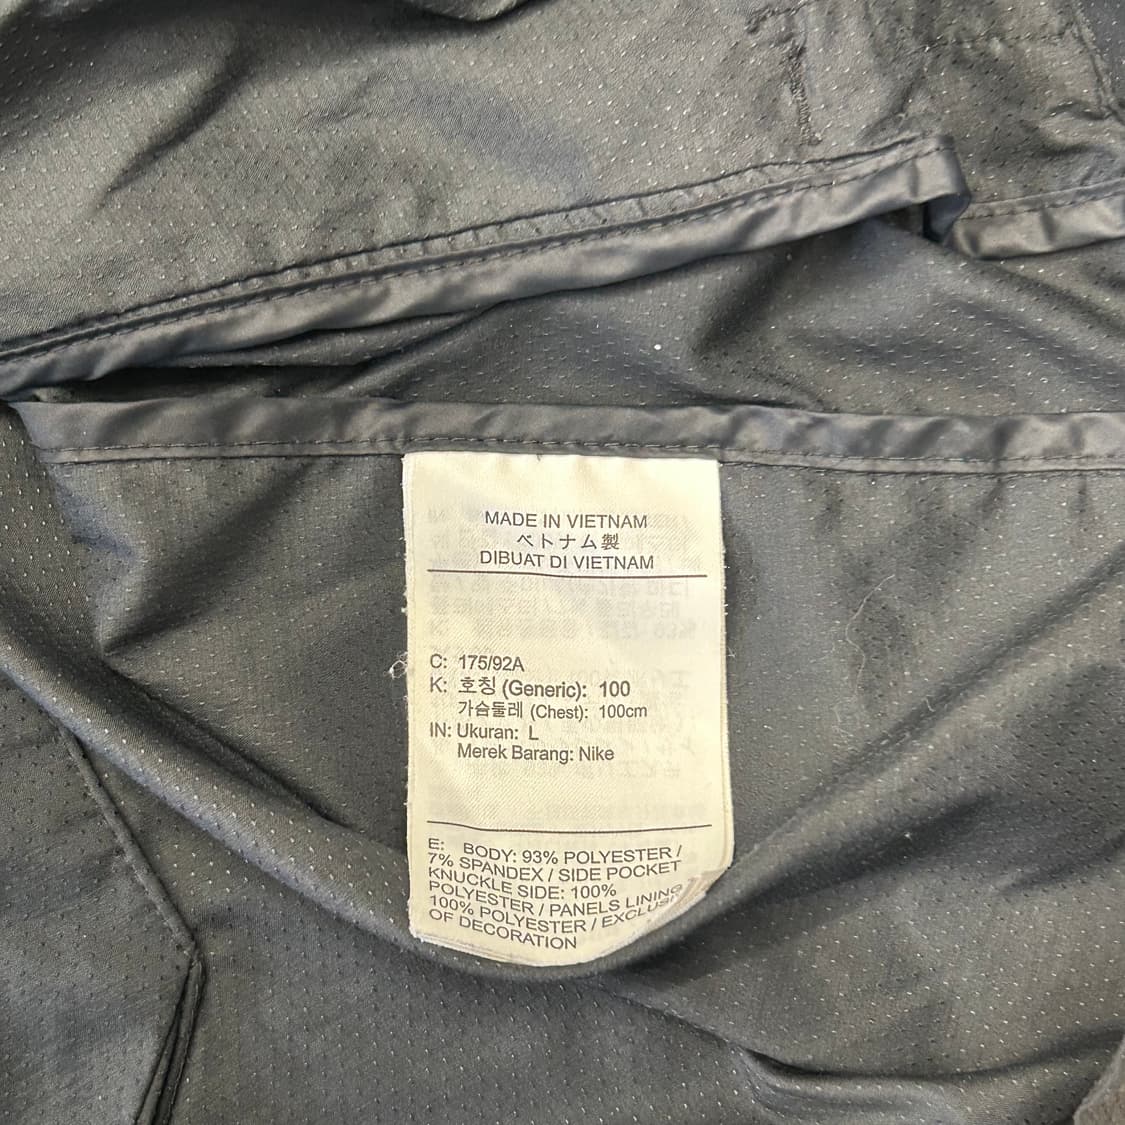 MADE IN VIETNAM
ベトナム製
DIBUAT DI VIETNAM
C: 175/92A
K: 호칭 (Generic): 100
가슴둘레 (Chest): 100cm
IN: Ukuran: L
Merek Barang: Nike
E: BODY: 93% POLYESTER /
7% SPANDEX / SIDE POCKET
KNUCKLE SIDE: 100%
POLYESTER / PANELS LINING
100% POLYESTER / EXCLUS
OF DECORATION